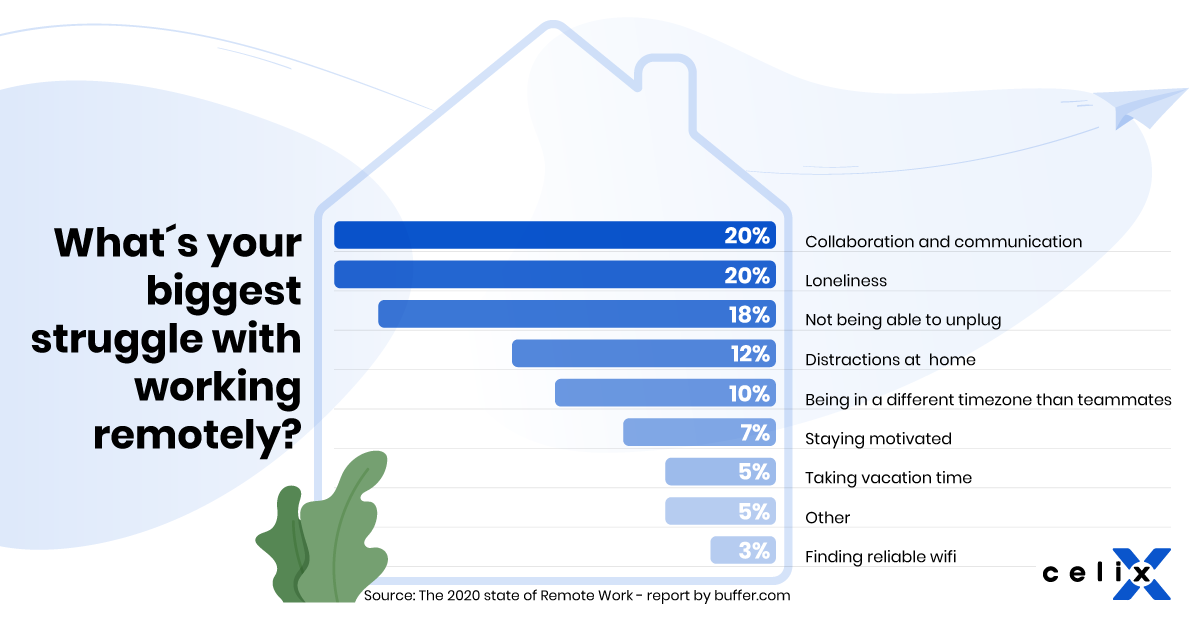 What´s your
biggest
struggle with
working
remotely?
20% Collaboration and communication
20% Loneliness
18% Not being able to unplug
12% Distractions at  home
10% Being in a different timezone than teammates
7% Staying motivated
5% Taking vacation time
5% Other
3% Finding reliable wifi
celix
Source: The 2020 state of Remote Work - report by buffer.com